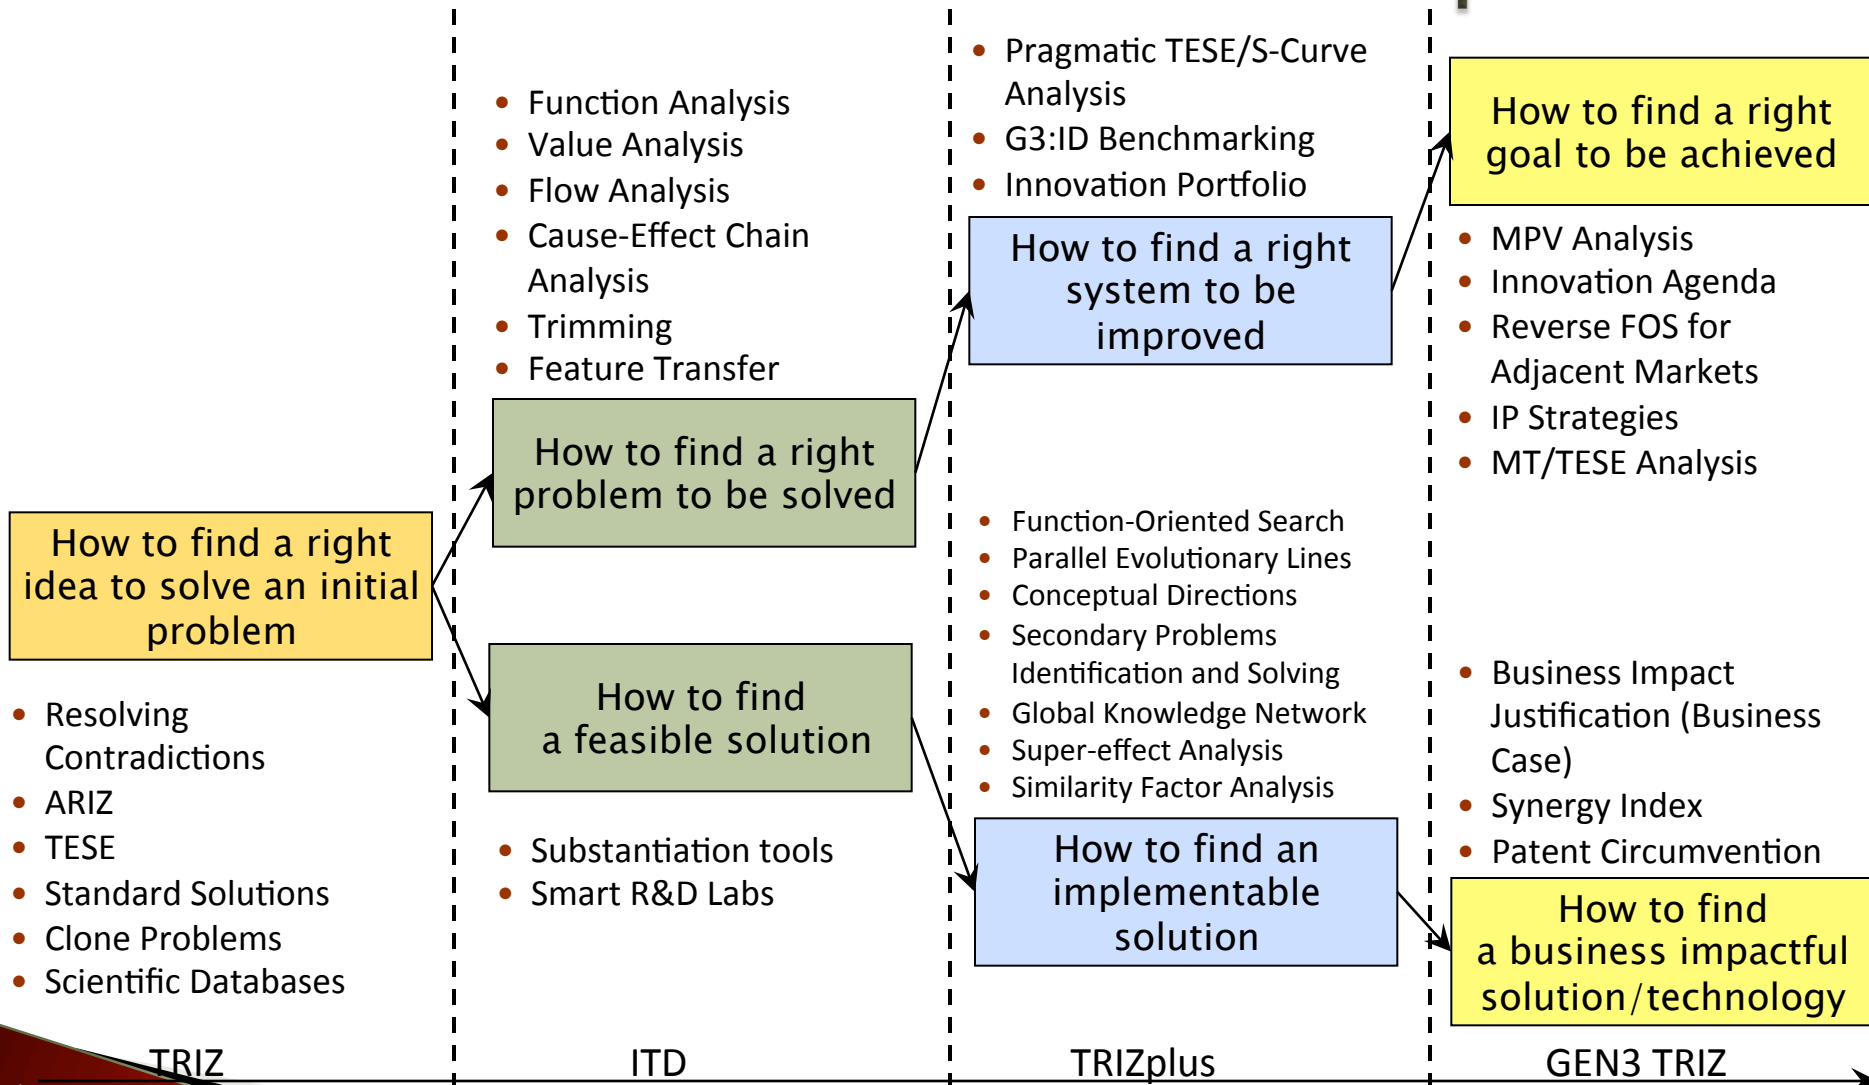 How to find a right
idea to solve an initial
problem
• Resolving
Contradictions
• ARIZ
• TESE
• Standard Solutions
• Clone Problems
• Scientific Databases
TRIZ
• Function Analysis
• Value Analysis
• Flow Analysis
• Cause-Effect Chain
Analysis
• Trimming
• Feature Transfer
How to find a right
problem to be solved
How to find
a feasible solution
• Substantiation tools
• Smart R&D Labs
ITD
• Pragmatic TESE/S-Curve
Analysis
• G3:ID Benchmarking
• Innovation Portfolio
How to find a right
system to be
improved
• Function-Oriented Search
• Parallel Evolutionary Lines
• Conceptual Directions
• Secondary Problems
Identification and Solving
• Global Knowledge Network
• Super-effect Analysis
• Similarity Factor Analysis
How to find an
implementable
solution
TRIZplus
How to find a right
goal to be achieved
• MPV Analysis
• Innovation Agenda
• Reverse FOS for
Adjacent Markets
• IP Strategies
• MT/TESE Analysis
• Business Impact
Justification (Business
Case)
• Synergy Index
• Patent Circumvention
How to find
a business impactful
solution/technology
GEN3 TRIZ